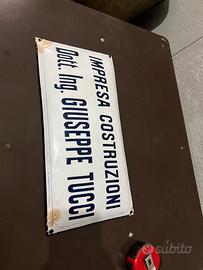 IMPRESA COSTRUZIONI
Dott. Ing. GIUSEPPE TUCCI
subito